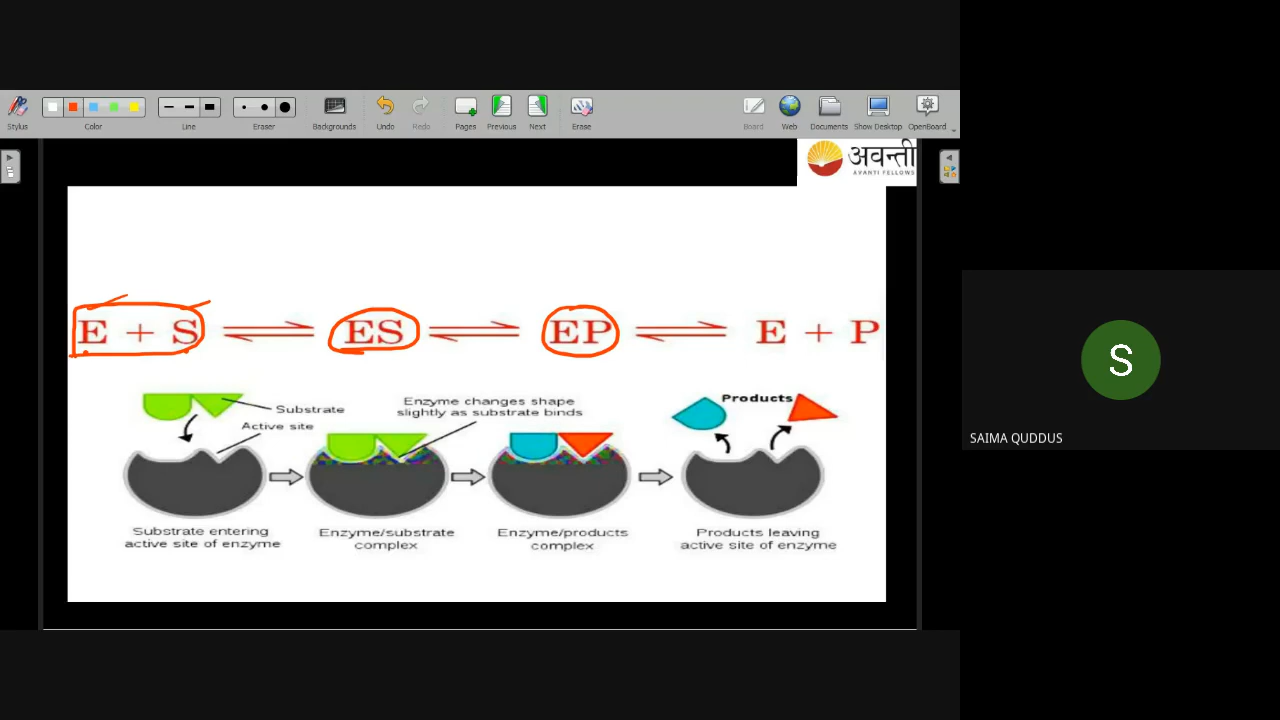 Stylus Color Line Eraser Backgrounds Undo Redo Pages Previous Next Erase Board Web Documents Show Desktop OpenBoard
अवन्ती
AVANTI FELLOWS
E + S ⇌ ES ⇌ EP ⇌ E + P
Substrate
Active site
Enzyme changes shape
slightly as substrate binds
Products
Substrate entering
active site of enzyme
Enzyme/substrate
complex
Enzyme/products
complex
Products leaving
active site of enzyme
S
SAIMA QUDDUS